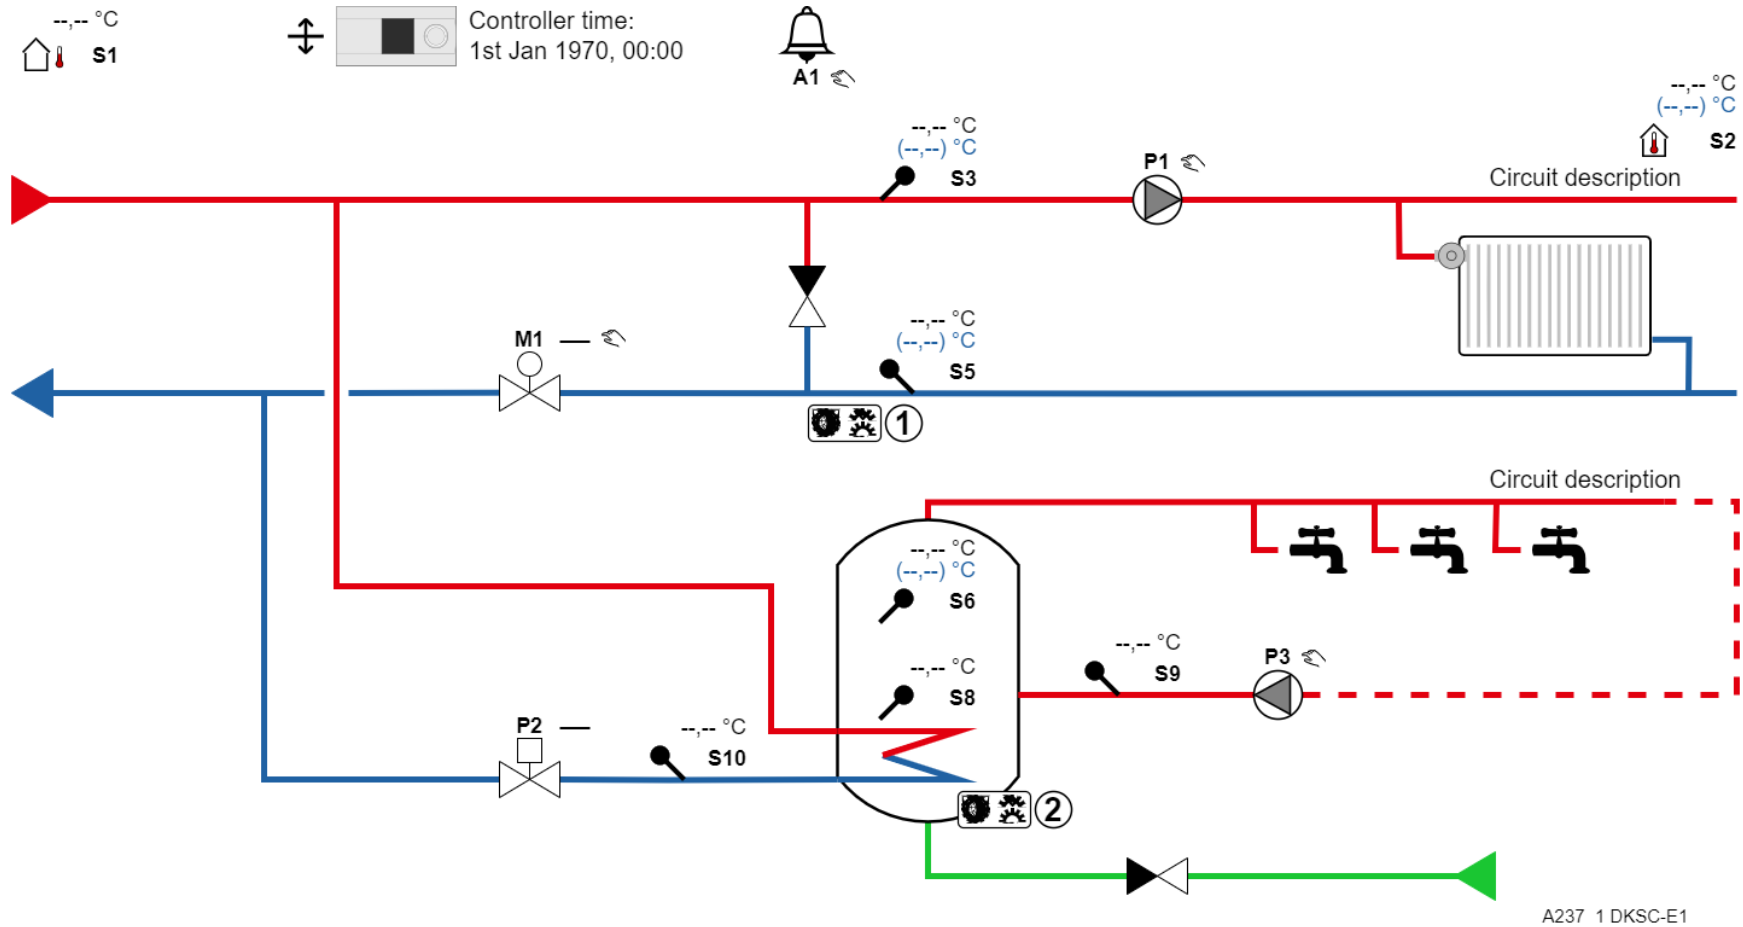 --,-- °C
S1
Controller time:
1st Jan 1970, 00:00
A1
--,-- °C
(--,--) °C
S2
--,-- °C
(--,--) °C
S3
P1
Circuit description
--,-- °C
(--,--) °C
S5
M1 —
1
Circuit description
--,-- °C
(--,--) °C
S6
--,-- °C
S9
P3
--,-- °C
S8
P2 —
--,-- °C
S10
2
A237 1 DKSC-E1